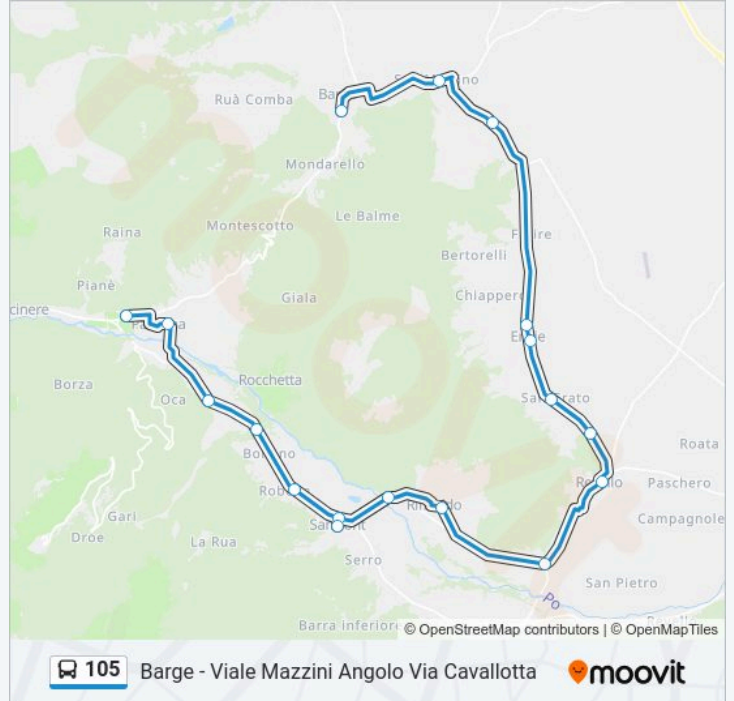 Ruà Comba
Mondarello
Le Balme
Montescotto
Raina
Bertorelli
Pianè
Giala
Chiappero
cinere
Rocchetta
Borza
Oca
Roata
Paschero
Gari
Campagnole
Droe
La Rua
Serro
San Pietro
Po
Barra Inferiore
© OpenStreetMap contributors | © OpenMapTiles
105 Barge - Viale Mazzini Angolo Via Cavallotta
moovit